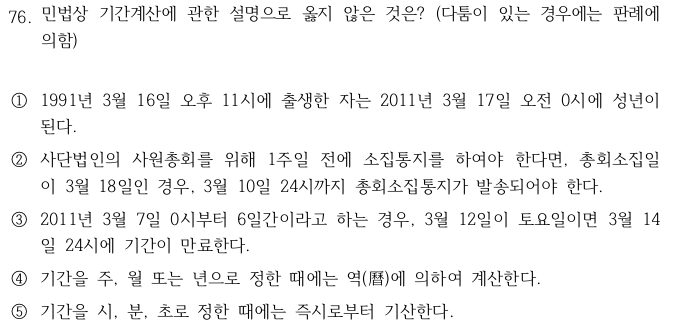 76. 민법상 기간계산에 관한 설명으로 옳지 않은 것은? (다툼이 있는 경우에는 판례에
의함)
① 1991년 3월 16일 오후 11시에 출생한 자는 2011년 3월 17일 오전 0시에 성년이
된다.
② 사단법인의 사원총회를 위해 1주일 전에 소집통지를 하여야 한다면, 총회소집일
이 3월 18일인 경우, 3월 10일 24시까지 총회소집통지가 발송되어야 한다.
③ 2011년 3월 7일 0시부터 6일간이라고 하는 경우, 3월 12일이 토요일이면 3월 14
일 24시에 기간이 만료한다.
④ 기간을 주, 월 또는 년으로 정한 때에는 역(曆)에 의하여 계산한다.
⑤ 기간을 시, 분, 초로 정한 때에는 즉시로부터 기산한다.